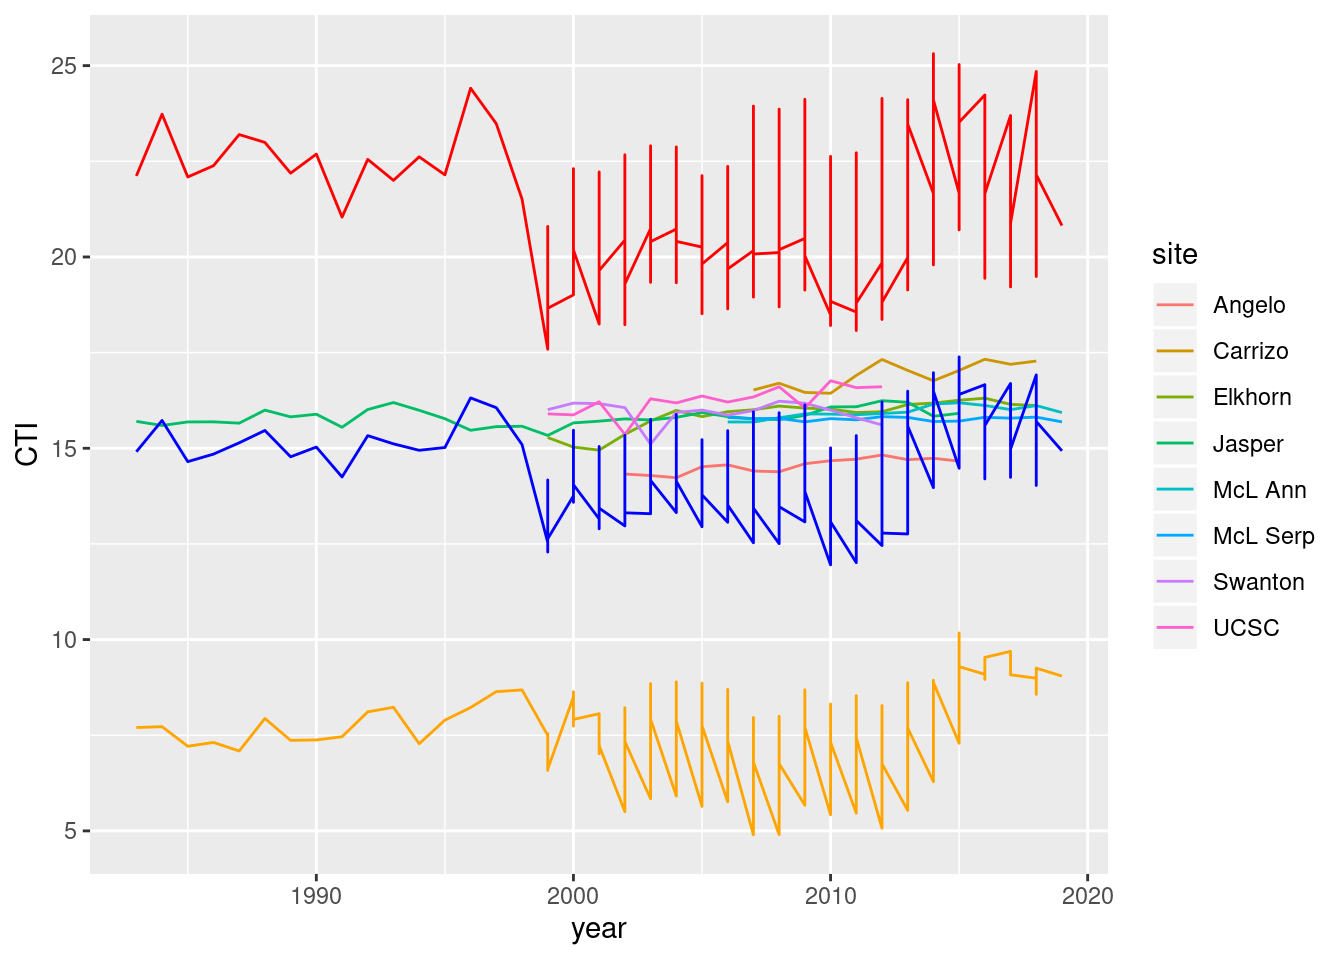 25
20
15
10
5
CTI
1990
2000
2010
2020
year
site
Angelo
Carrizo
Elkhorn
Jasper
McL Ann
McL Serp
Swanton
UCSC